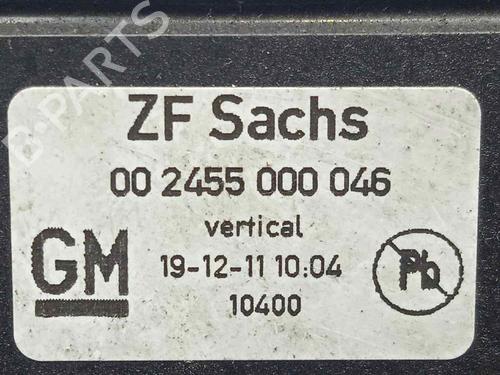 B-PARTS
ZF Sachs
00 2455 000 046
vertical
GM
19-12-11 10:04
Pb
10400